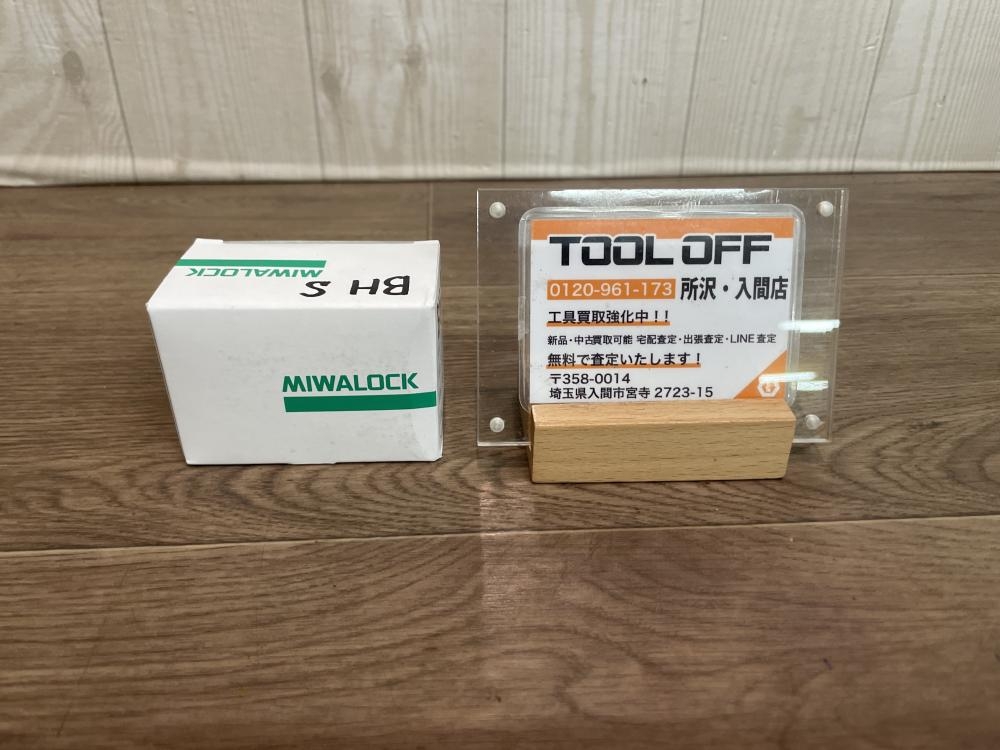 MIWALOCK
BH S
MIWALOCK
TOOL OFF
0120-961-173 所沢・入間店
工具買取強化中！！
新品・中古買取可能 宅配査定・出張査定・LINE査定
無料で査定いたします！
〒358-0014
埼玉県入間市宮寺 2723-15